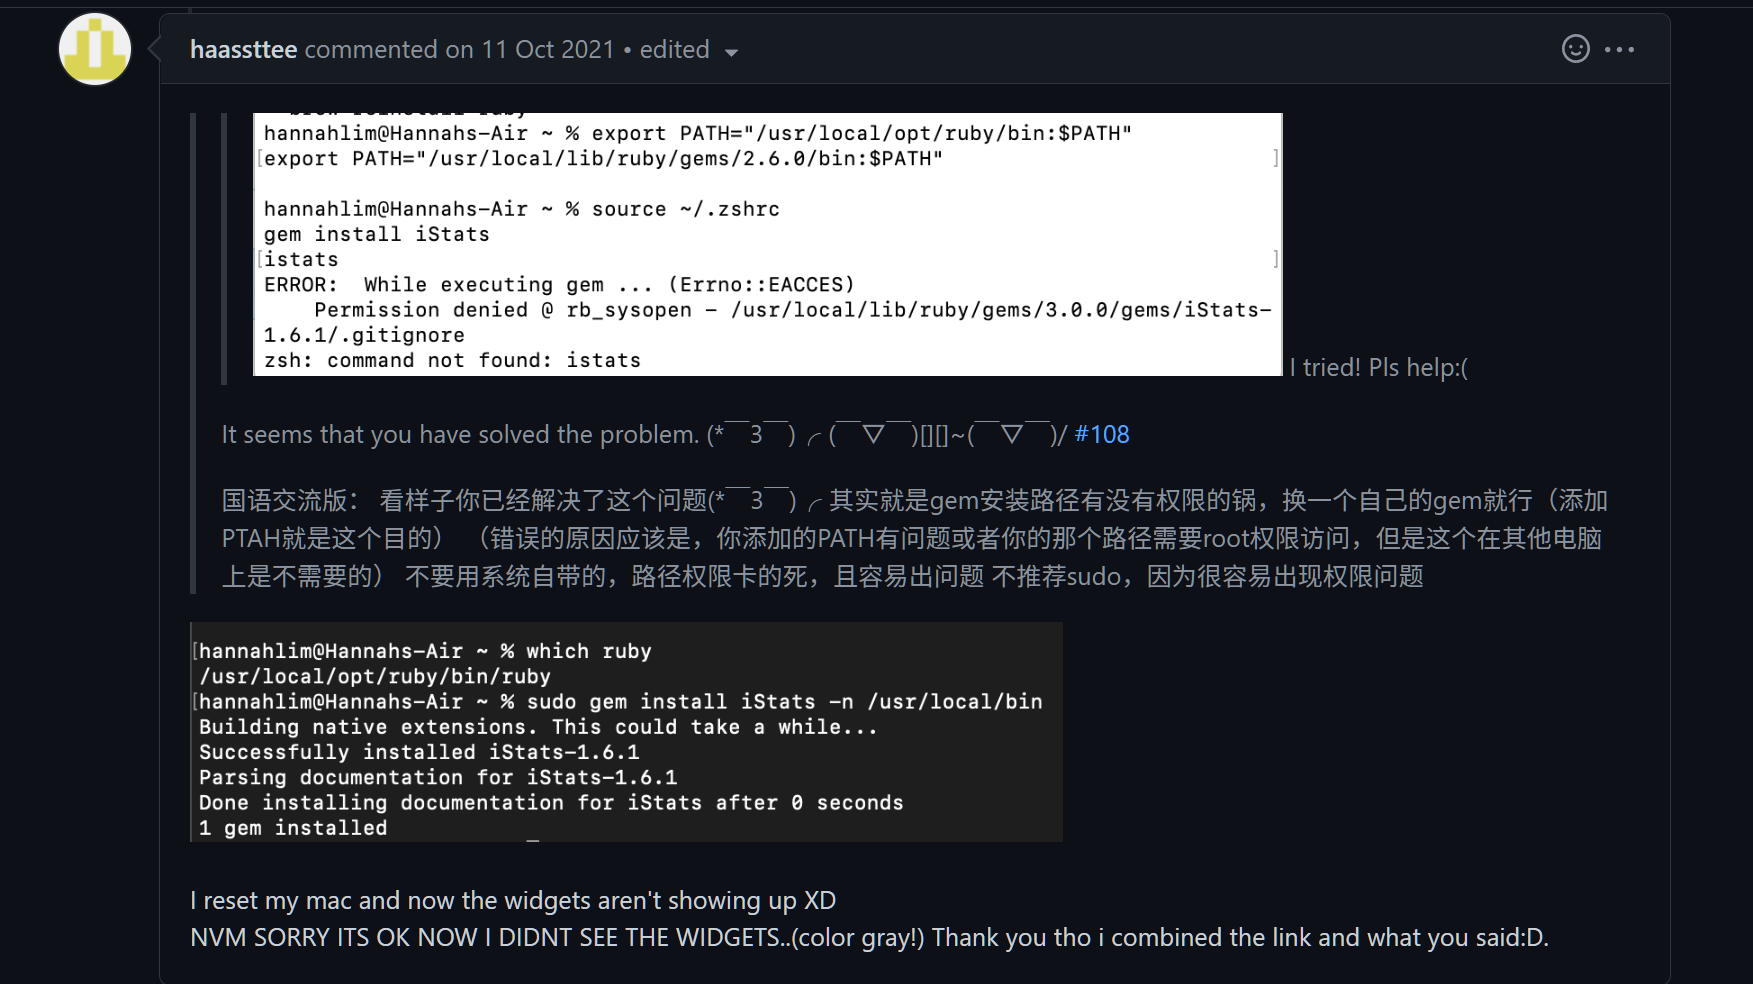 haassttee commented on 11 Oct 2021 • edited
brew reinstall ruby
hannahlim@Hannahs-Air ~ % export PATH="/usr/local/opt/ruby/bin:$PATH"
[export PATH="/usr/local/lib/ruby/gems/2.6.0/bin:$PATH" ]
hannahlim@Hannahs-Air ~ % source ~/.zshrc
gem install iStats
[istats ]
ERROR:  While executing gem ... (Errno::EACCES)
    Permission denied @ rb_sysopen - /usr/local/lib/ruby/gems/3.0.0/gems/iStats-
1.6.1/.gitignore
zsh: command not found: istats
I tried! Pls help:(
It seems that you have solved the problem. (*￣3￣)╭ (￣▽￣)[][]~(￣▽￣)/ #108
国语交流版： 看样子你已经解决了这个问题(*￣3￣)╭ 其实就是gem安装路径有没有权限的锅，换一个自己的gem就行（添加
PTAH就是这个目的） （错误的原因应该是，你添加的PATH有问题或者你的那个路径需要root权限访问，但是这个在其他电脑
上是不需要的） 不要用系统自带的，路径权限卡的死，且容易出问题 不推荐sudo，因为很容易出现权限问题
[hannahlim@Hannahs-Air ~ % which ruby
/usr/local/opt/ruby/bin/ruby
[hannahlim@Hannahs-Air ~ % sudo gem install iStats -n /usr/local/bin
Building native extensions. This could take a while...
Successfully installed iStats-1.6.1
Parsing documentation for iStats-1.6.1
Done installing documentation for iStats after 0 seconds
1 gem installed
I reset my mac and now the widgets aren't showing up XD
NVM SORRY ITS OK NOW I DIDNT SEE THE WIDGETS..(color gray!) Thank you tho i combined the link and what you said:D.